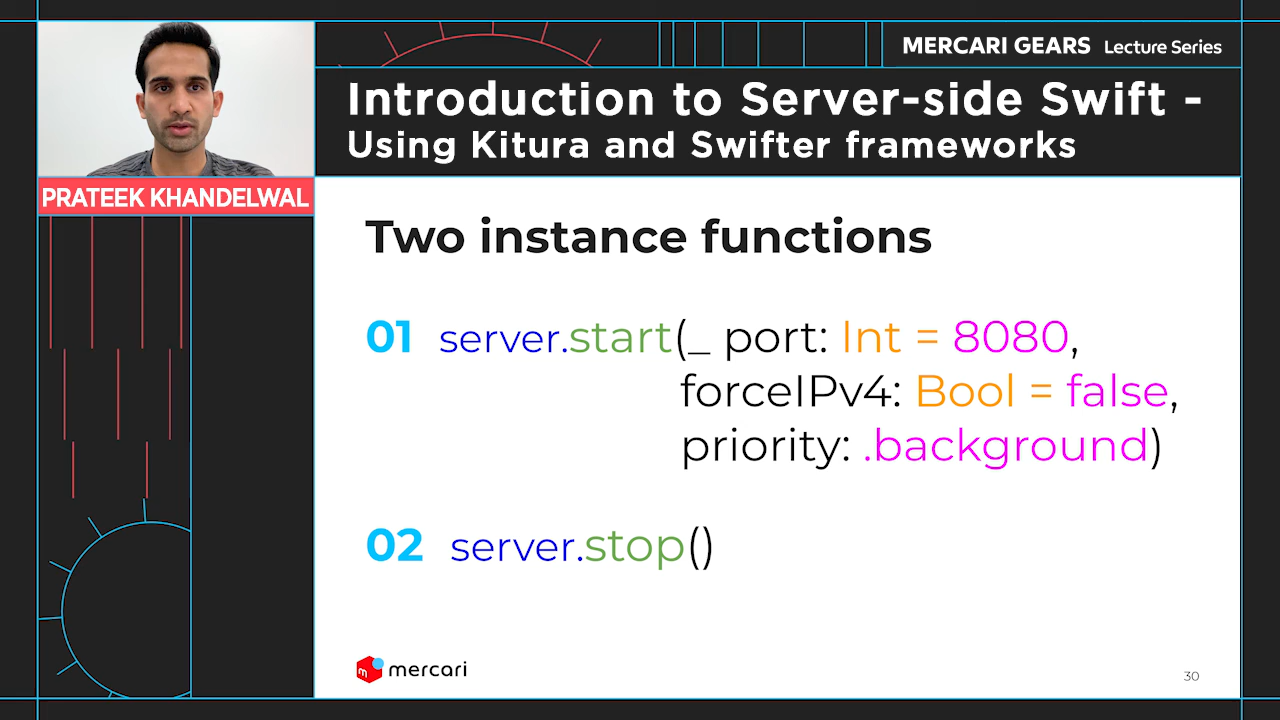 MERCARI GEARS Lecture Series
Introduction to Server-side Swift -
Using Kitura and Swifter frameworks
PRATEEK KHANDELWAL
Two instance functions
01 server.start(_ port: Int = 8080,
forceIPv4: Bool = false,
priority: .background)
02 server.stop()
mercari
30